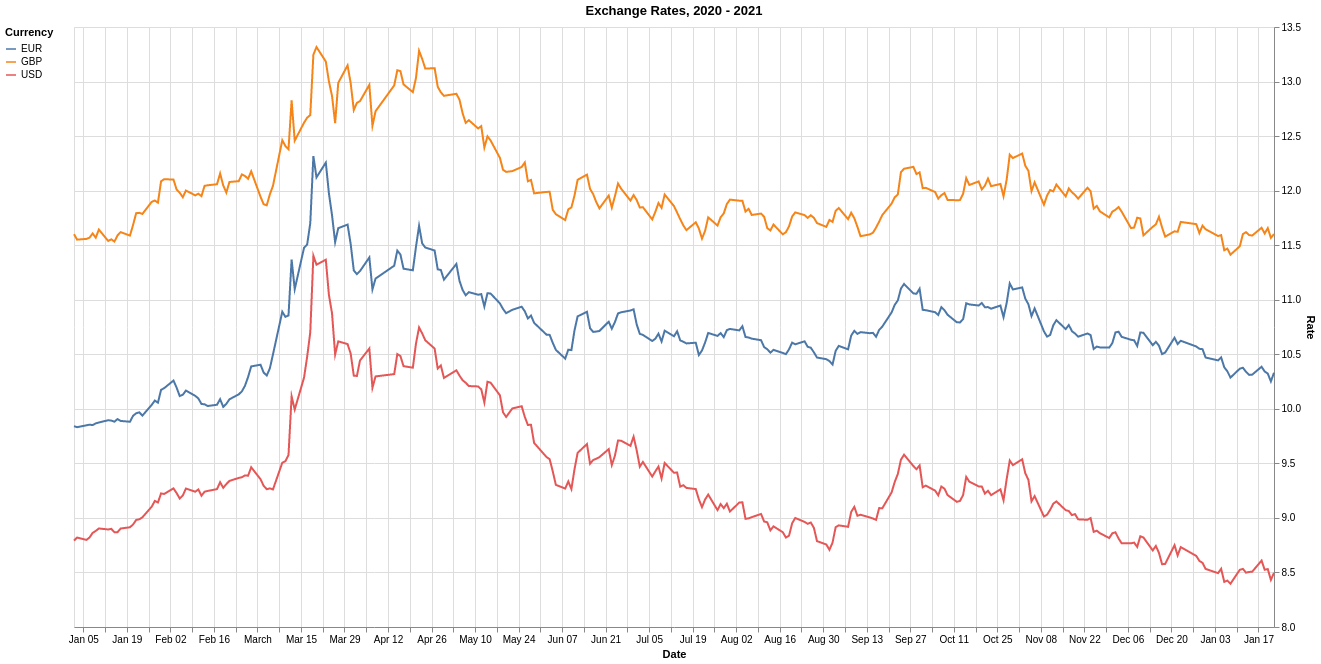 Exchange Rates, 2020 - 2021
Currency
EUR
GBP
USD
13.5
13.0
12.5
12.0
11.5
11.0
10.5
10.0
9.5
9.0
8.5
8.0
Rate
Jan 05 Jan 19 Feb 02 Feb 16 March Mar 15 Mar 29 Apr 12 Apr 26 May 10 May 24 Jun 07 Jun 21 Jul 05 Jul 19 Aug 02 Aug 16 Aug 30 Sep 13 Sep 27 Oct 11 Oct 25 Nov 08 Nov 22 Dec 06 Dec 20 Jan 03 Jan 17
Date